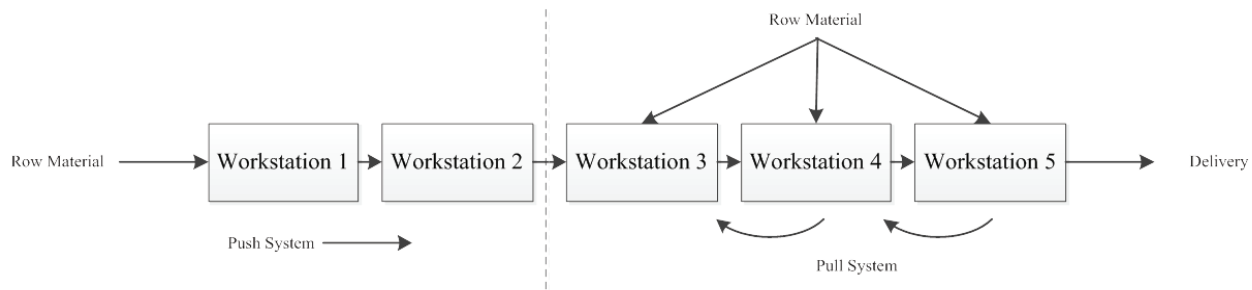 Row Material
Row Material
Workstation 1
Workstation 2
Workstation 3
Workstation 4
Workstation 5
Delivery
Push System
Pull System